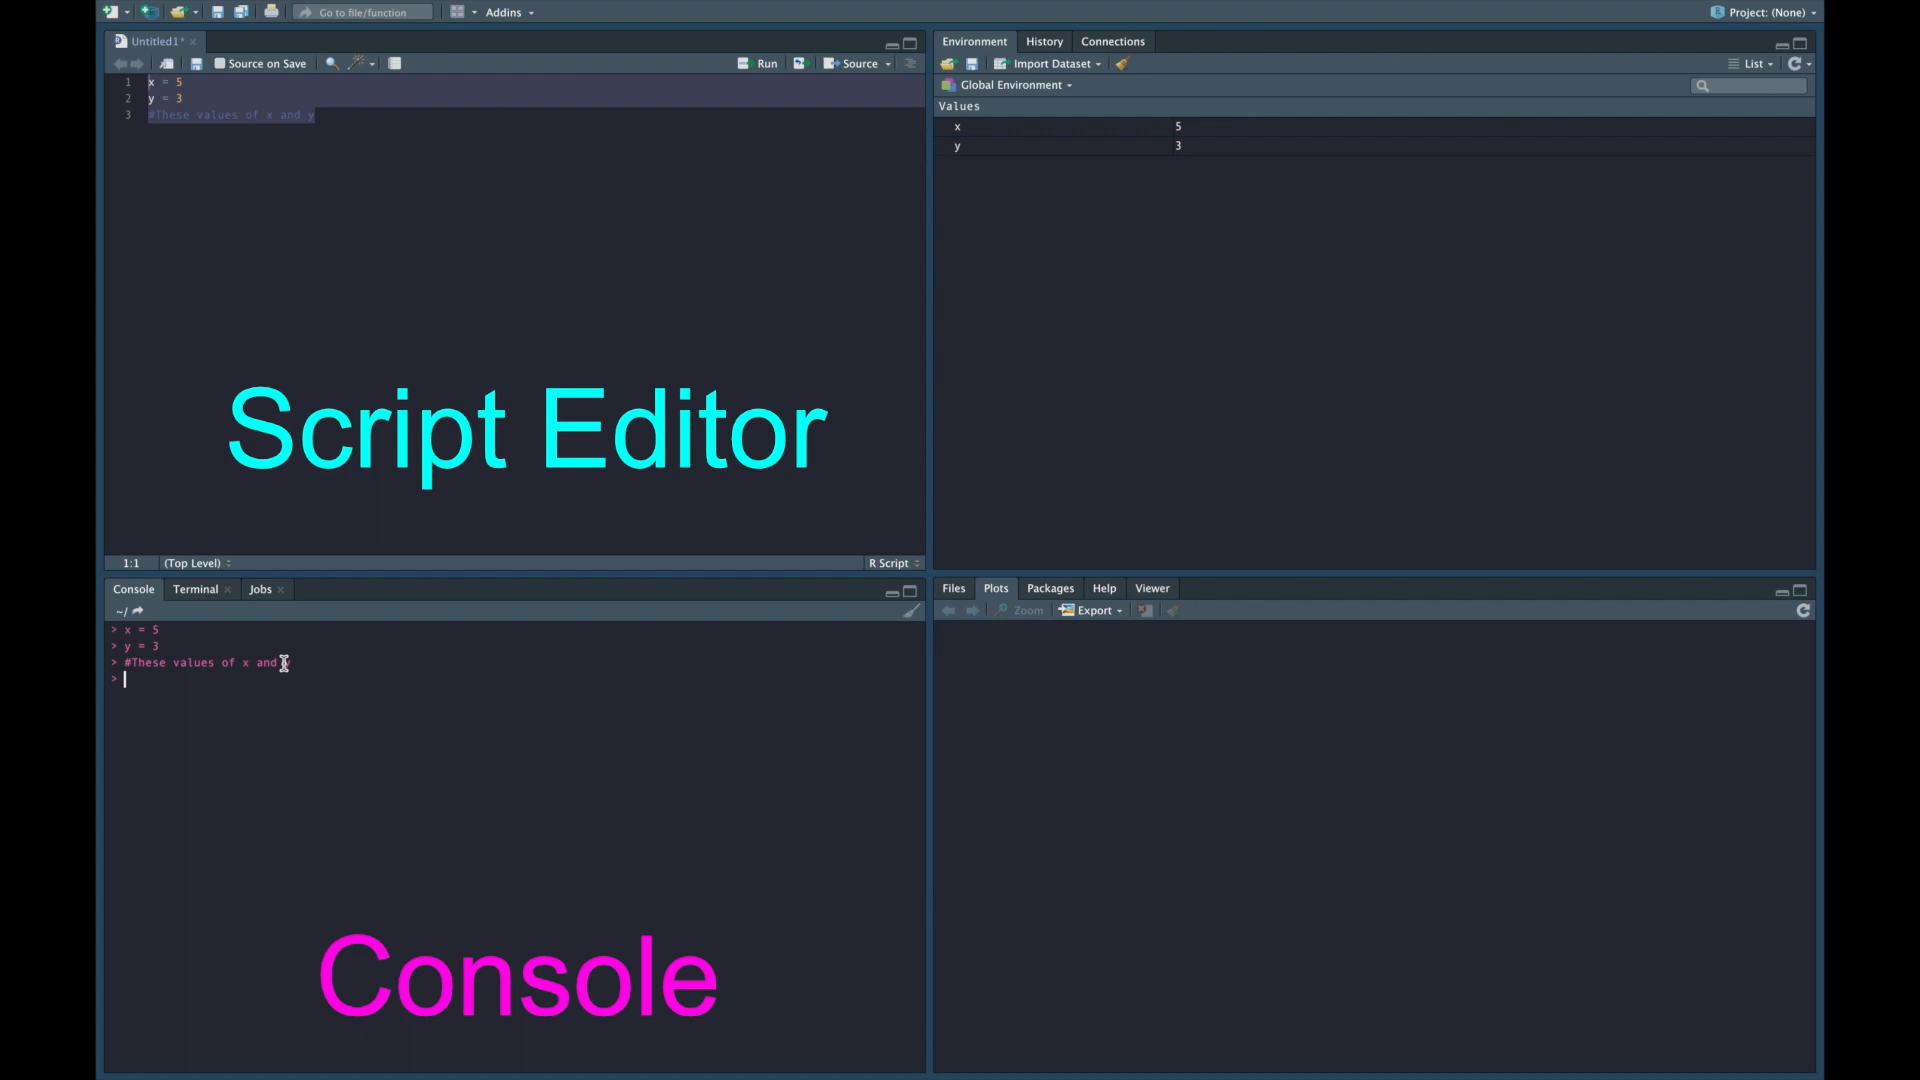 Go to file/function Addins Project: (None)
Untitled1*
Source on Save Run Source
1 x = 5
2 y = 3
3 #These values of x and y
Script Editor
1:1 (Top Level) R Script
Console Terminal Jobs
~/
> x = 5
> y = 3
> #These values of x and y
>
Console
Environment History Connections
Import Dataset List
Global Environment
Values
x 5
y 3
Files Plots Packages Help Viewer
Zoom Export